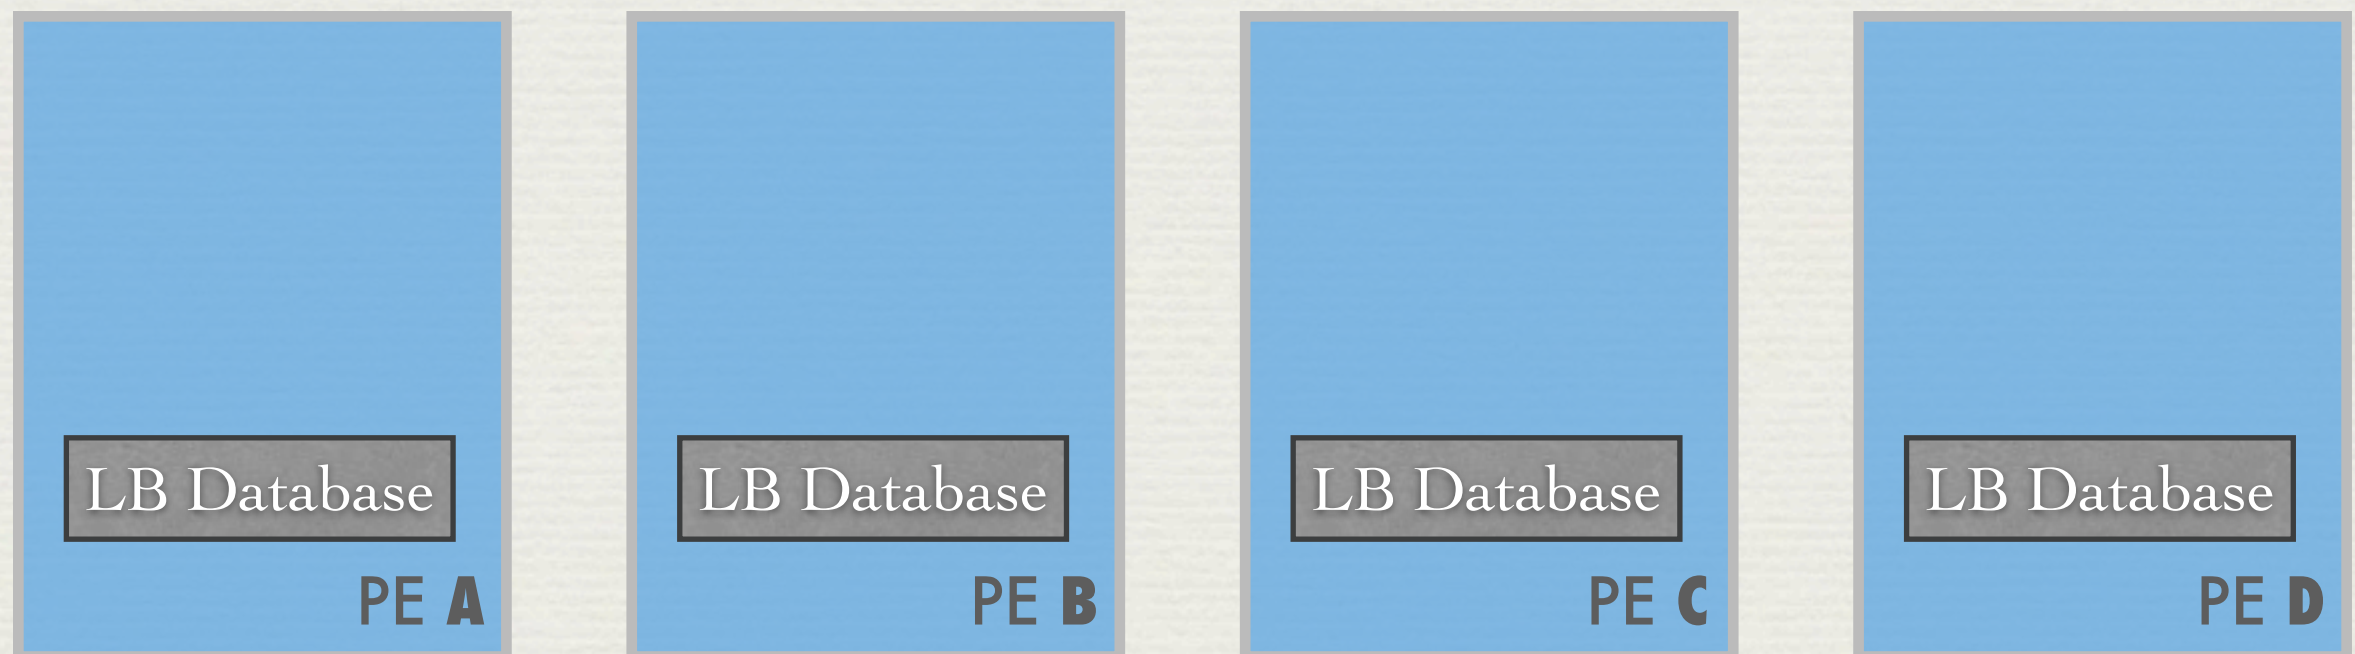 LB Database LB Database LB Database LB Database
PE A PE B PE C PE D